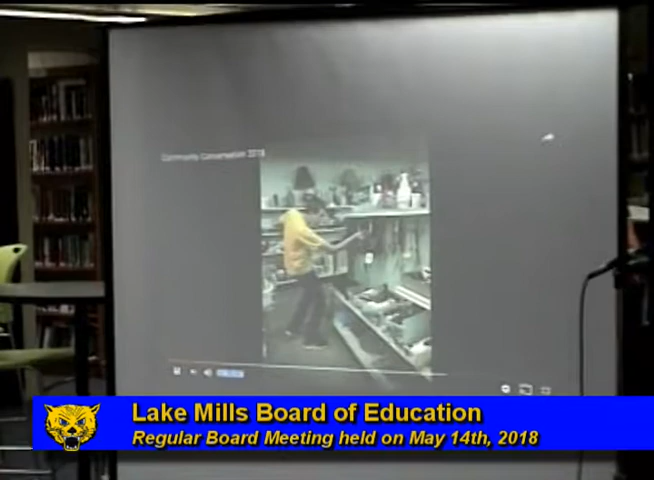 Community Conversation 2018
Lake Mills Board of Education
Regular Board Meeting held on May 14th, 2018